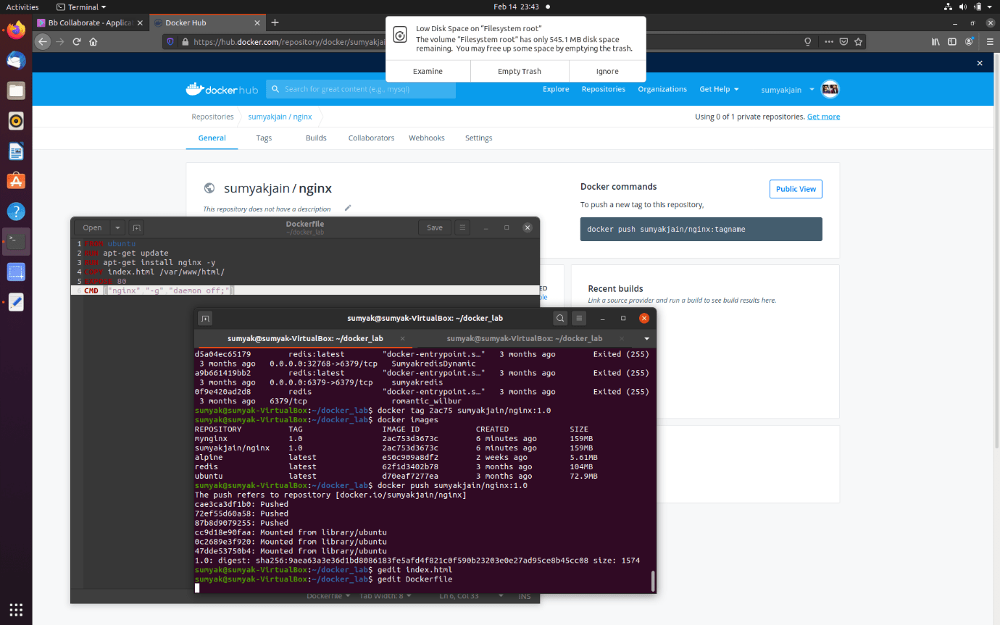 Activities
Terminal
Feb 14 23:43
Bb Collaborate - Applicat
Docker Hub
https://hub.docker.com/repository/docker/sumyakjai
Low Disk Space on "Filesystem root"
The volume "Filesystem root" has only 545.1 MB disk space
remaining. You may free up some space by emptying the trash.
Examine
Empty Trash
Ignore
docker hub
Search for great content (e.g., mysql)
Explore
Repositories
Organizations
Get Help
sumyakjain
Repositories
sumyakjain / nginx
Using 0 of 1 private repositories. Get more
General
Tags
Builds
Collaborators
Webhooks
Settings
sumyakjain / nginx
This repository does not have a description
Docker commands
Public View
To push a new tag to this repository,
docker push sumyakjain/nginx:tagname
Recent builds
Link a source provider and run a build to see build results here.
Open
Dockerfile
~/docker_lab
Save
1 FROM ubuntu
2 RUN apt-get update
3 RUN apt-get install nginx -y
4 COPY index.html /var/www/html/
5 EXPOSE 80
6 CMD ["nginx","-g","daemon off;"]
sumyak@sumyak-VirtualBox: ~/docker_lab
sumyak@sumyak-VirtualBox: ~/docker_lab
sumyak@sumyak-VirtualBox: ~/docker_lab
d5a04ec65179 redis:latest "docker-entrypoint.s…" 3 months ago Exited (255)
3 months ago 0.0.0.0:32768->6379/tcp SumyakredisDynamic
a9b661419bb2 redis:latest "docker-entrypoint.s…" 3 months ago Exited (255)
3 months ago 0.0.0.0:6379->6379/tcp sumyakredis
0f9e420ad2d8 redis "docker-entrypoint.s…" 3 months ago Exited (255)
3 months ago 6379/tcp romantic_wilbur
sumyak@sumyak-VirtualBox:~/docker_lab$ docker tag 2ac75 sumyakjain/nginx:1.0
sumyak@sumyak-VirtualBox:~/docker_lab$ docker images
REPOSITORY TAG IMAGE ID CREATED SIZE
mynginx 1.0 2ac753d3673c 6 minutes ago 159MB
sumyakjain/nginx 1.0 2ac753d3673c 6 minutes ago 159MB
alpine latest e50c909a8df2 2 weeks ago 5.61MB
redis latest 62f1d3402b78 3 months ago 104MB
ubuntu latest d70eaf7277ea 3 months ago 72.9MB
sumyak@sumyak-VirtualBox:~/docker_lab$ docker push sumyakjain/nginx:1.0
The push refers to repository [docker.io/sumyakjain/nginx]
cae3ca3df1b0: Pushed
72ef55d60a58: Pushed
87b8d9079255: Pushed
cc9d18e90faa: Mounted from library/ubuntu
0c2689e3f920: Mounted from library/ubuntu
47dde53750b4: Mounted from library/ubuntu
1.0: digest: sha256:9aea63a3e36d1bd8086183fe5afd4f821c0f590b23203e0e27ad95ce8b45cc08 size: 1574
sumyak@sumyak-VirtualBox:~/docker_lab$ gedit index.html
sumyak@sumyak-VirtualBox:~/docker_lab$ gedit Dockerfile
Dockerfile
Tab Width: 8
Ln 6, Col 33
INS